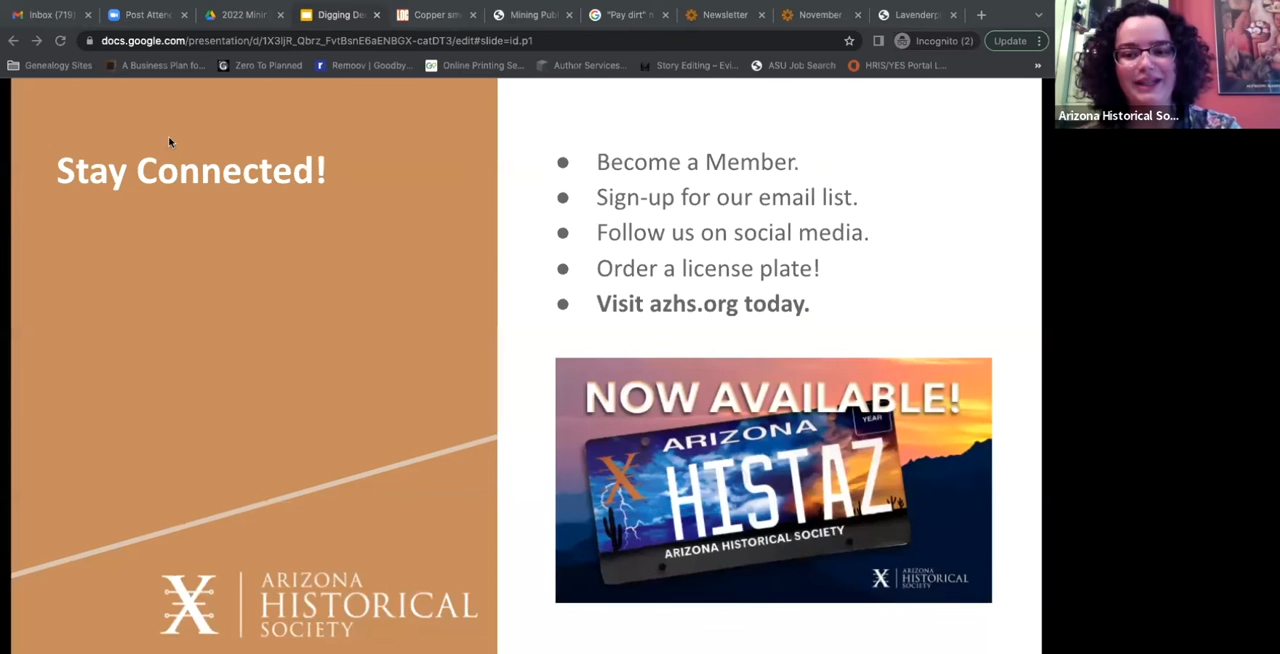 Inbox (719)
Post Atten
2022 Minin
Digging De
LOC
Copper sm
Mining Pub
"Pay dirt" n
Newsletter
November
Lavender
docs.google.com/presentation/d/
/edit#slide=id.p1
Incognito (2)
Update
Genealogy Sites
A Business Plan fo...
Zero To Planned
Remoov | Goodby...
Online Printing Se...
Author Services...
Story Editing – Evi...
ASU Job Search
HRIS/YES Portal L...
»
Arizona Historical So...
Stay Connected!
● Become a Member.
● Sign-up for our email list.
● Follow us on social media.
● Order a license plate!
● Visit azhs.org today.
NOW AVAILABLE!
YEAR
ARIZONA
HISTAZ
ARIZONA HISTORICAL SOCIETY
ARIZONA
HISTORICAL
SOCIETY
ARIZONA
HISTORICAL
SOCIETY